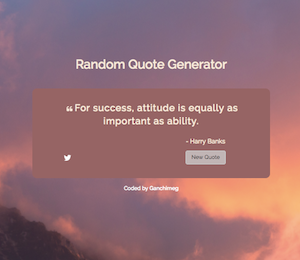 Random Quote Generator
“ For success, attitude is equally as
important as ability.
- Harry Banks
New Quote
Coded by Ganchimeg